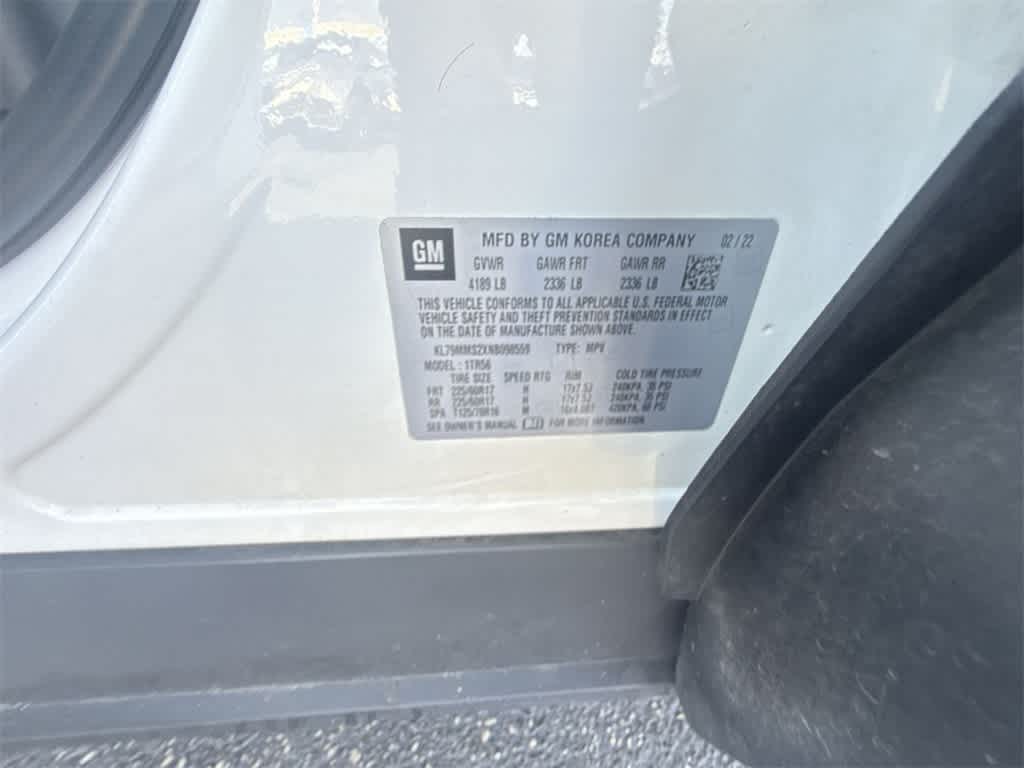 GM MFD BY GM KOREA COMPANY 02 / 22
GVWR GAWR FRT GAWR RR
4189 LB 2336 LB 2336 LB
THIS VEHICLE CONFORMS TO ALL APPLICABLE U.S. FEDERAL MOTOR
VEHICLE SAFETY AND THEFT PREVENTION STANDARDS IN EFFECT
ON THE DATE OF MANUFACTURE SHOWN ABOVE.
KL79MMS2XNB098559 TYPE: MPV
MODEL: 1TR56
TIRE SIZE SPEED RTG RIM COLD TIRE PRESSURE
FRT 225/60R17 H 17x7.5J 240KPA, 35 PSI
RR 225/60R17 H 17x7.5J 240KPA, 35 PSI
SPA T125/70R16 M 420KPA, 60 PSI
SEE OWNER'S MANUAL FOR MORE INFORMATION